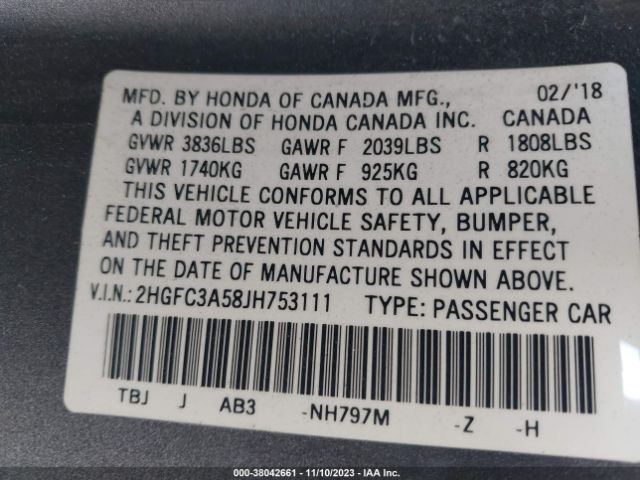 MFD. BY HONDA OF CANADA MFG., 02/'18
A DIVISION OF HONDA CANADA INC. CANADA
GVWR 3836LBS GAWR F 2039LBS R 1808LBS
GVWR 1740KG GAWR F 925KG R 820KG
THIS VEHICLE CONFORMS TO ALL APPLICABLE
FEDERAL MOTOR VEHICLE SAFETY, BUMPER,
AND THEFT PREVENTION STANDARDS IN EFFECT
ON THE DATE OF MANUFACTURE SHOWN ABOVE.
V.I.N.: 2HGFC3A58JH753111 TYPE: PASSENGER CAR
TBJ J AB3 -NH797M -Z -H
000-38042661 - 11/10/2023 - IAA Inc.